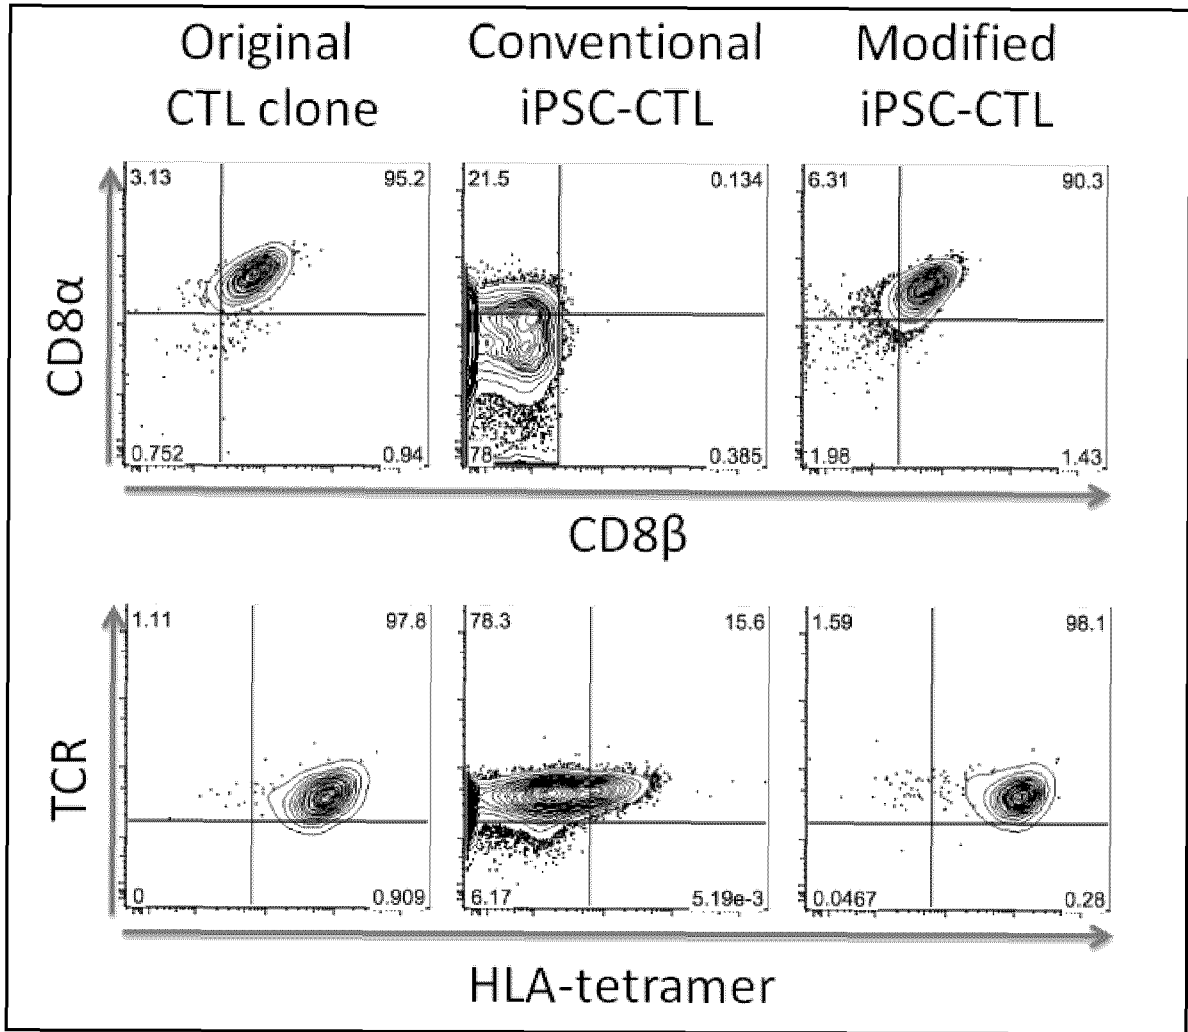 Original Conventional Modified
CTL clone iPSC-CTL iPSC-CTL
3.13 95.2 21.5 0.134 6.31 90.3
CD8α
0.752 0.94 78 0.385 1.98 1.43
CD8β
1.11 97.8 78.3 15.6 1.59 98.1
TCR
0 0.909 6.17 5.19e-3 0.0467 0.28
HLA-tetramer